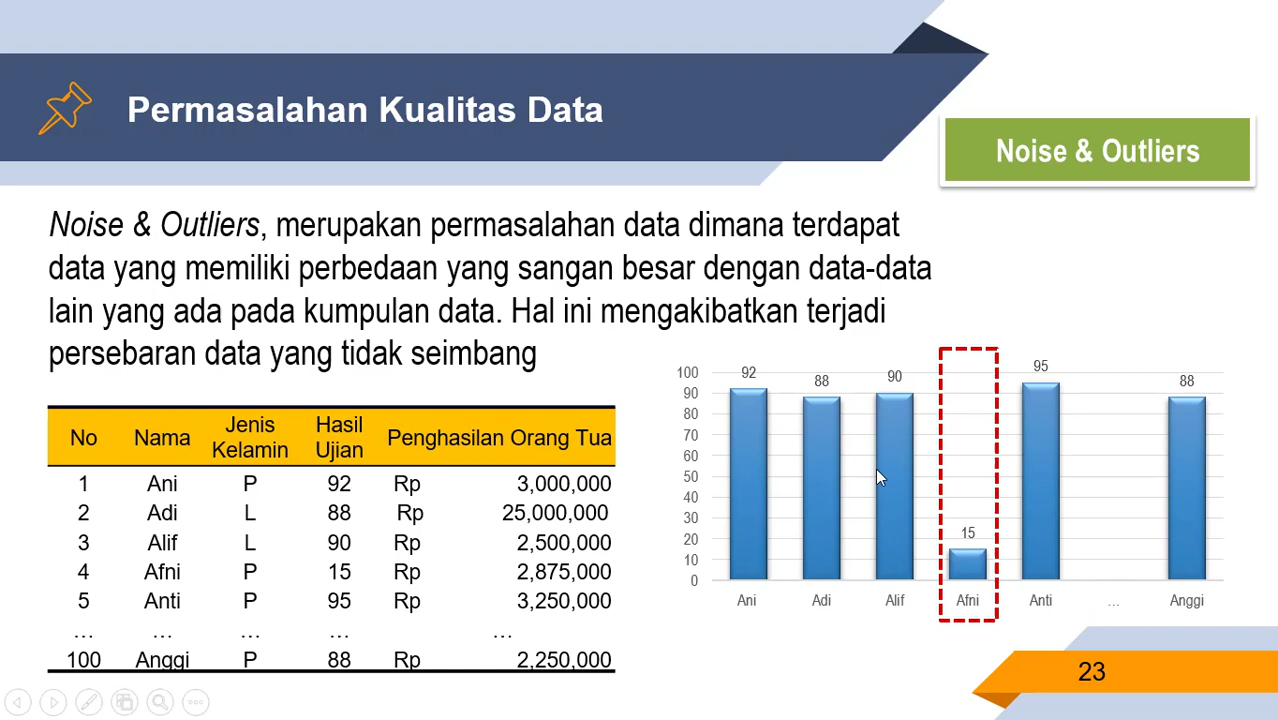 Permasalahan Kualitas Data
Noise & Outliers
Noise & Outliers, merupakan permasalahan data dimana terdapat
data yang memiliki perbedaan yang sangan besar dengan data-data
lain yang ada pada kumpulan data. Hal ini mengakibatkan terjadi
persebaran data yang tidak seimbang
No Nama Jenis Kelamin Hasil Ujian Penghasilan Orang Tua
1 Ani P 92 Rp 3,000,000
2 Adi L 88 Rp 25,000,000
3 Alif L 90 Rp 2,500,000
4 Afni P 15 Rp 2,875,000
5 Anti P 95 Rp 3,250,000
... ... ... ... ...
100 Anggi P 88 Rp 2,250,000
100
90
80
70
60
50
40
30
20
10
0
92 88 90 15 95 88
Ani Adi Alif Afni Anti ... Anggi
23